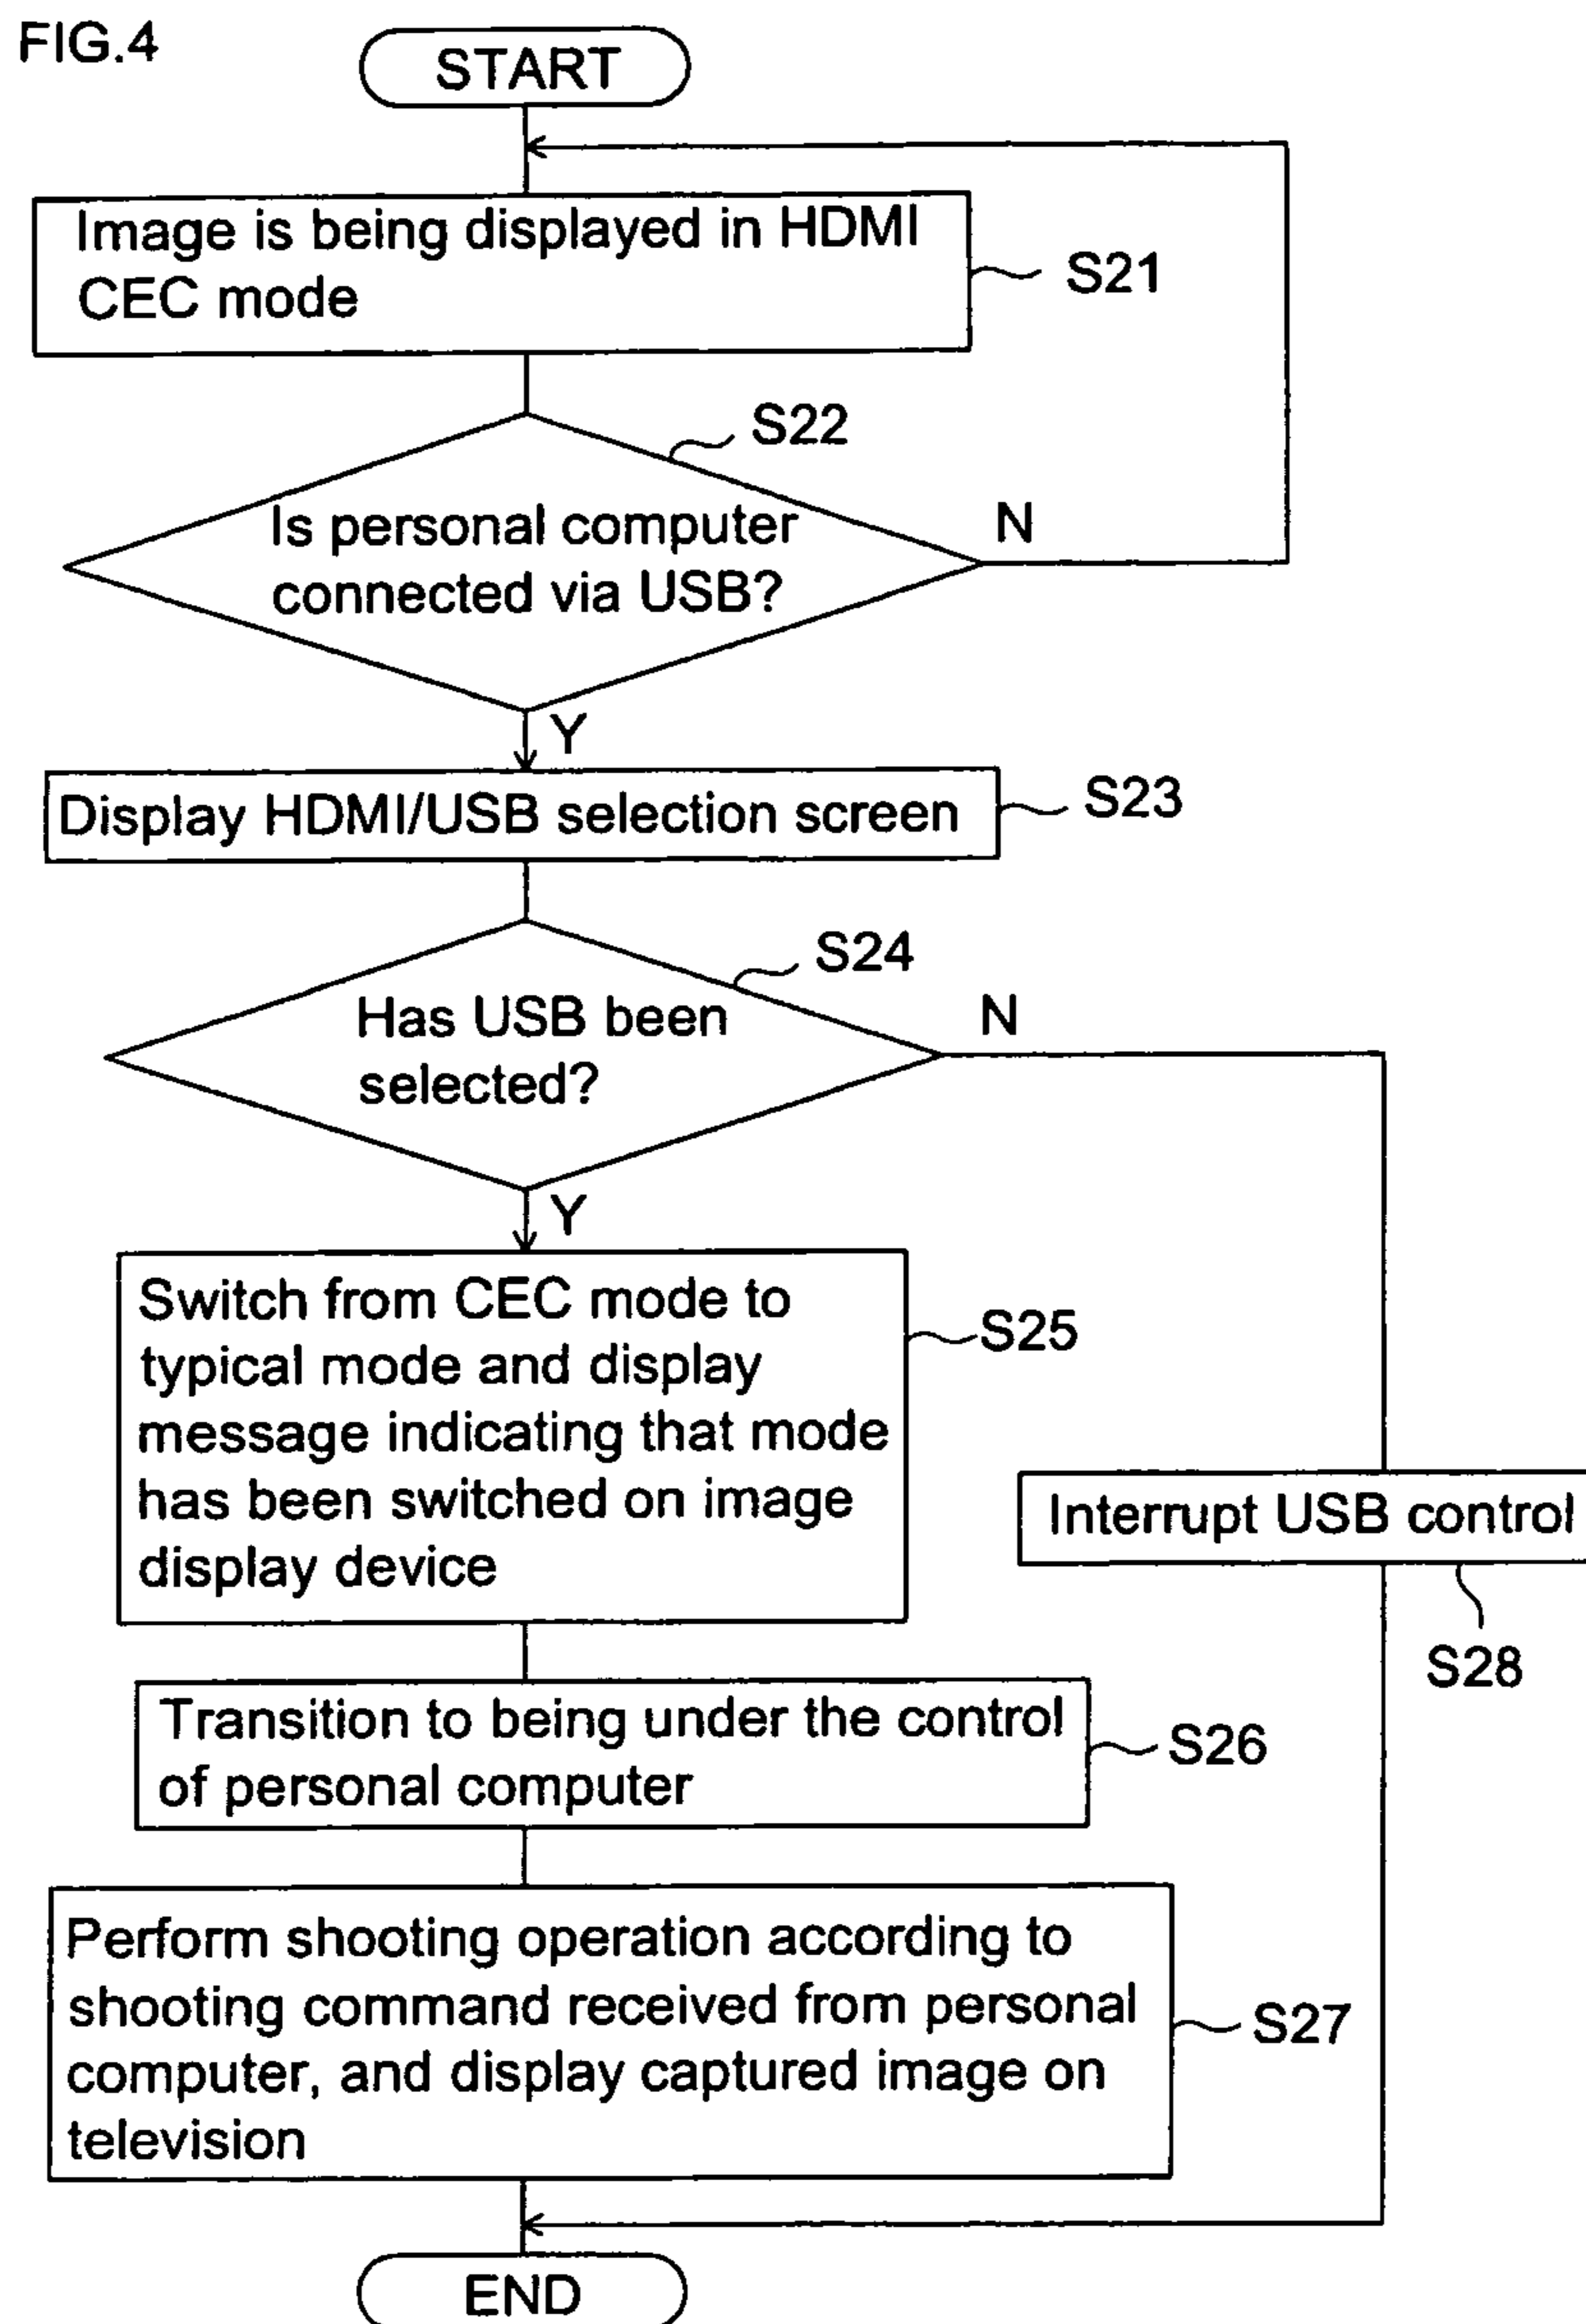 FIG.4
START
Image is being displayed in HDMI
CEC mode
S21
S22
Is personal computer
connected via USB?
N
Y
Display HDMI/USB selection screen
S23
S24
Has USB been
selected?
N
Y
Switch from CEC mode to
typical mode and display
message indicating that mode
has been switched on image
display device
S25
Interrupt USB control
S28
Transition to being under the control
of personal computer
S26
Perform shooting operation according to
shooting command received from personal
computer, and display captured image on
television
S27
END